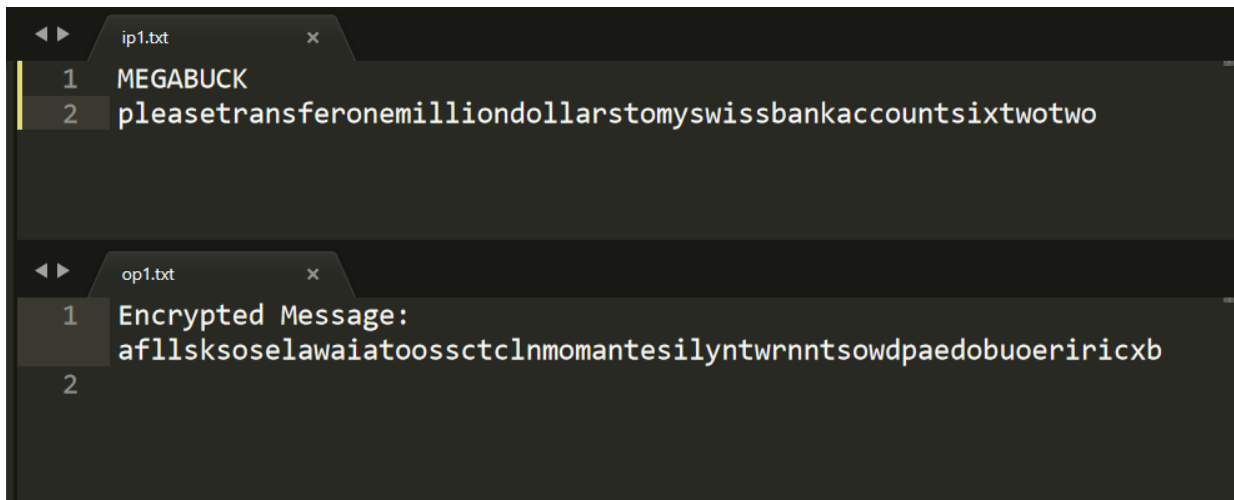 ip1.txt ×
1 MEGABUCK
2 pleasetransferonemilliondollarstomyswissbankaccountsixtwotwo
op1.txt ×
1 Encrypted Message:
afllsksoselawaiatoossctclnmomantesilyntwrnntsowdpaedobuoeriricxb
2